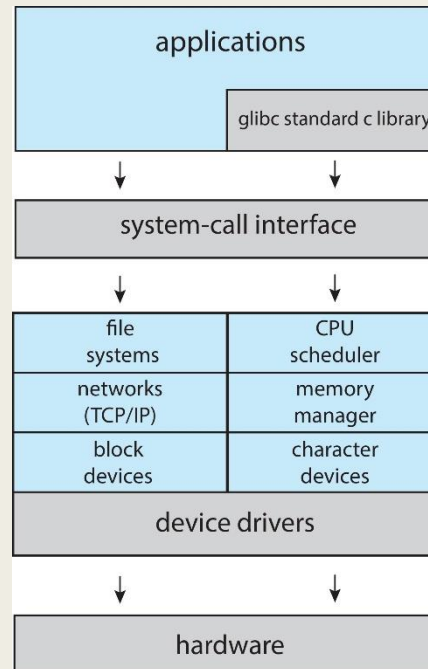 applications
glibc standard c library
system-call interface
file
systems
CPU
scheduler
networks
(TCP/IP)
memory
manager
block
devices
character
devices
device drivers
hardware